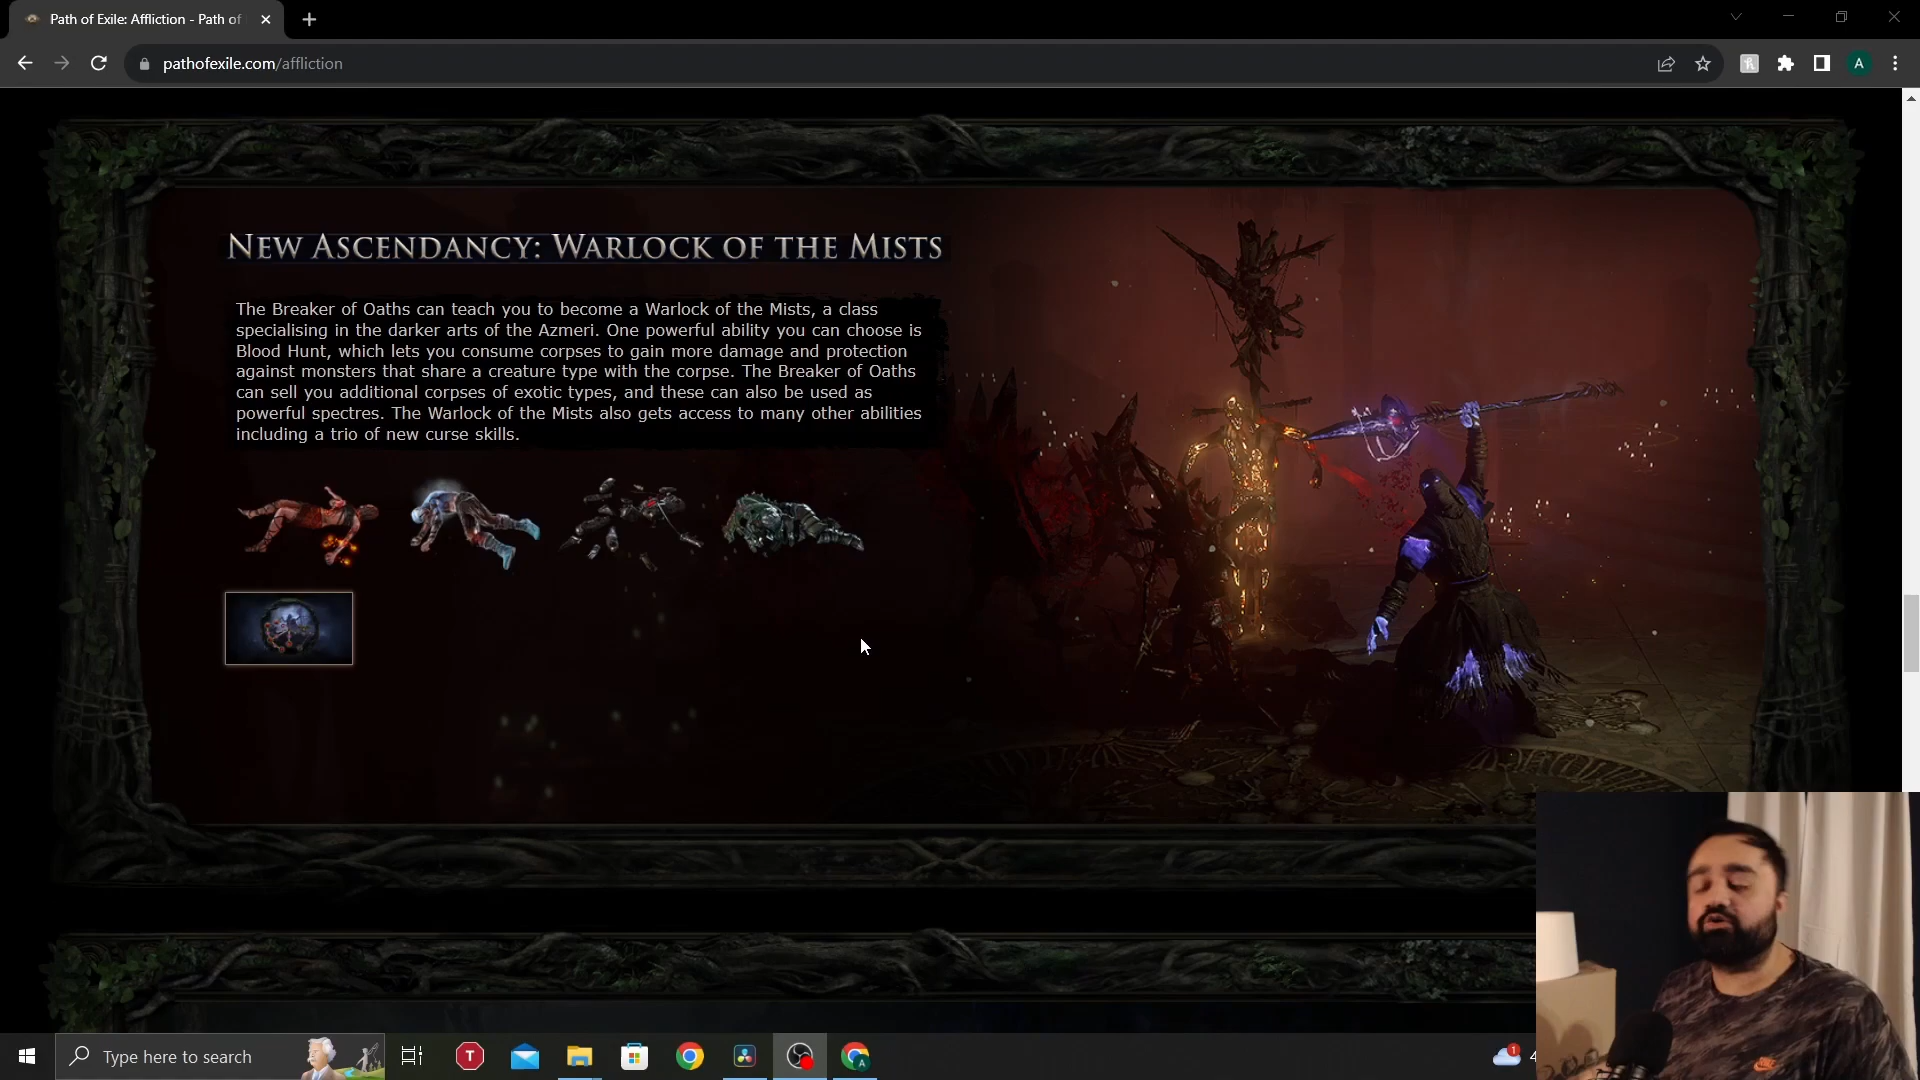 Path of Exile: Affliction - Path of
pathofexile.com/affliction
A
NEW ASCENDANCY: WARLOCK OF THE MISTS
The Breaker of Oaths can teach you to become a Warlock of the Mists, a class
specialising in the darker arts of the Azmeri. One powerful ability you can choose is
Blood Hunt, which lets you consume corpses to gain more damage and protection
against monsters that share a creature type with the corpse. The Breaker of Oaths
can sell you additional corpses of exotic types, and these can also be used as
powerful spectres. The Warlock of the Mists also gets access to many other abilities
including a trio of new curse skills.
Type here to search
T
A
1
4